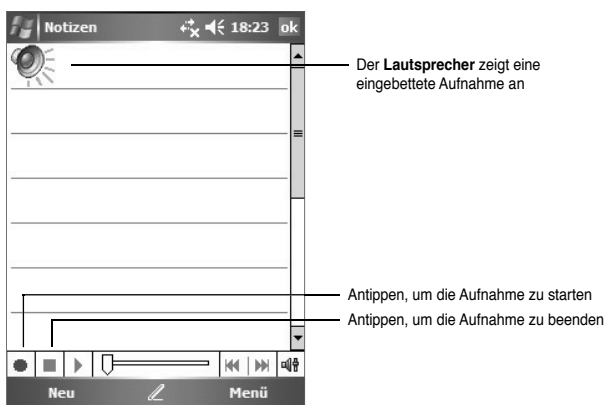 Notizen 18:23 ok
Der Lautsprecher zeigt eine
eingebettete Aufnahme an
Antippen, um die Aufnahme zu starten
Antippen, um die Aufnahme zu beenden
Neu Menü